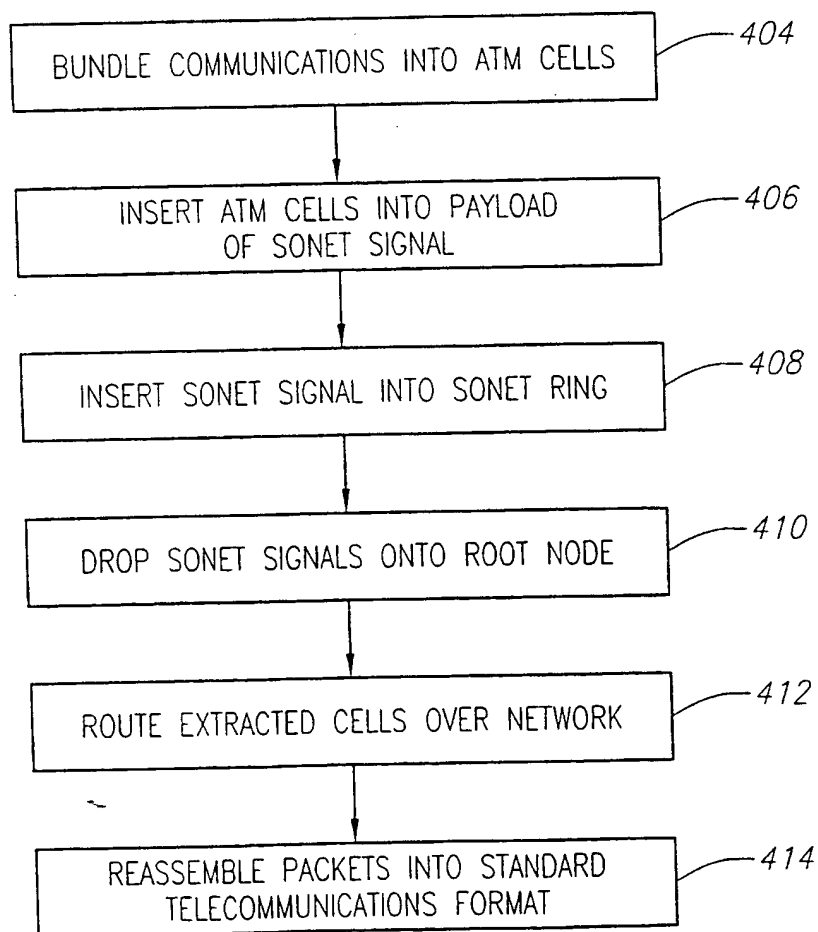 BUNDLE COMMUNICATIONS INTO ATM CELLS
404
INSERT ATM CELLS INTO PAYLOAD
OF SONET SIGNAL
406
INSERT SONET SIGNAL INTO SONET RING
408
DROP SONET SIGNALS ONTO ROOT NODE
410
ROUTE EXTRACTED CELLS OVER NETWORK
412
REASSEMBLE PACKETS INTO STANDARD
TELECOMMUNICATIONS FORMAT
414